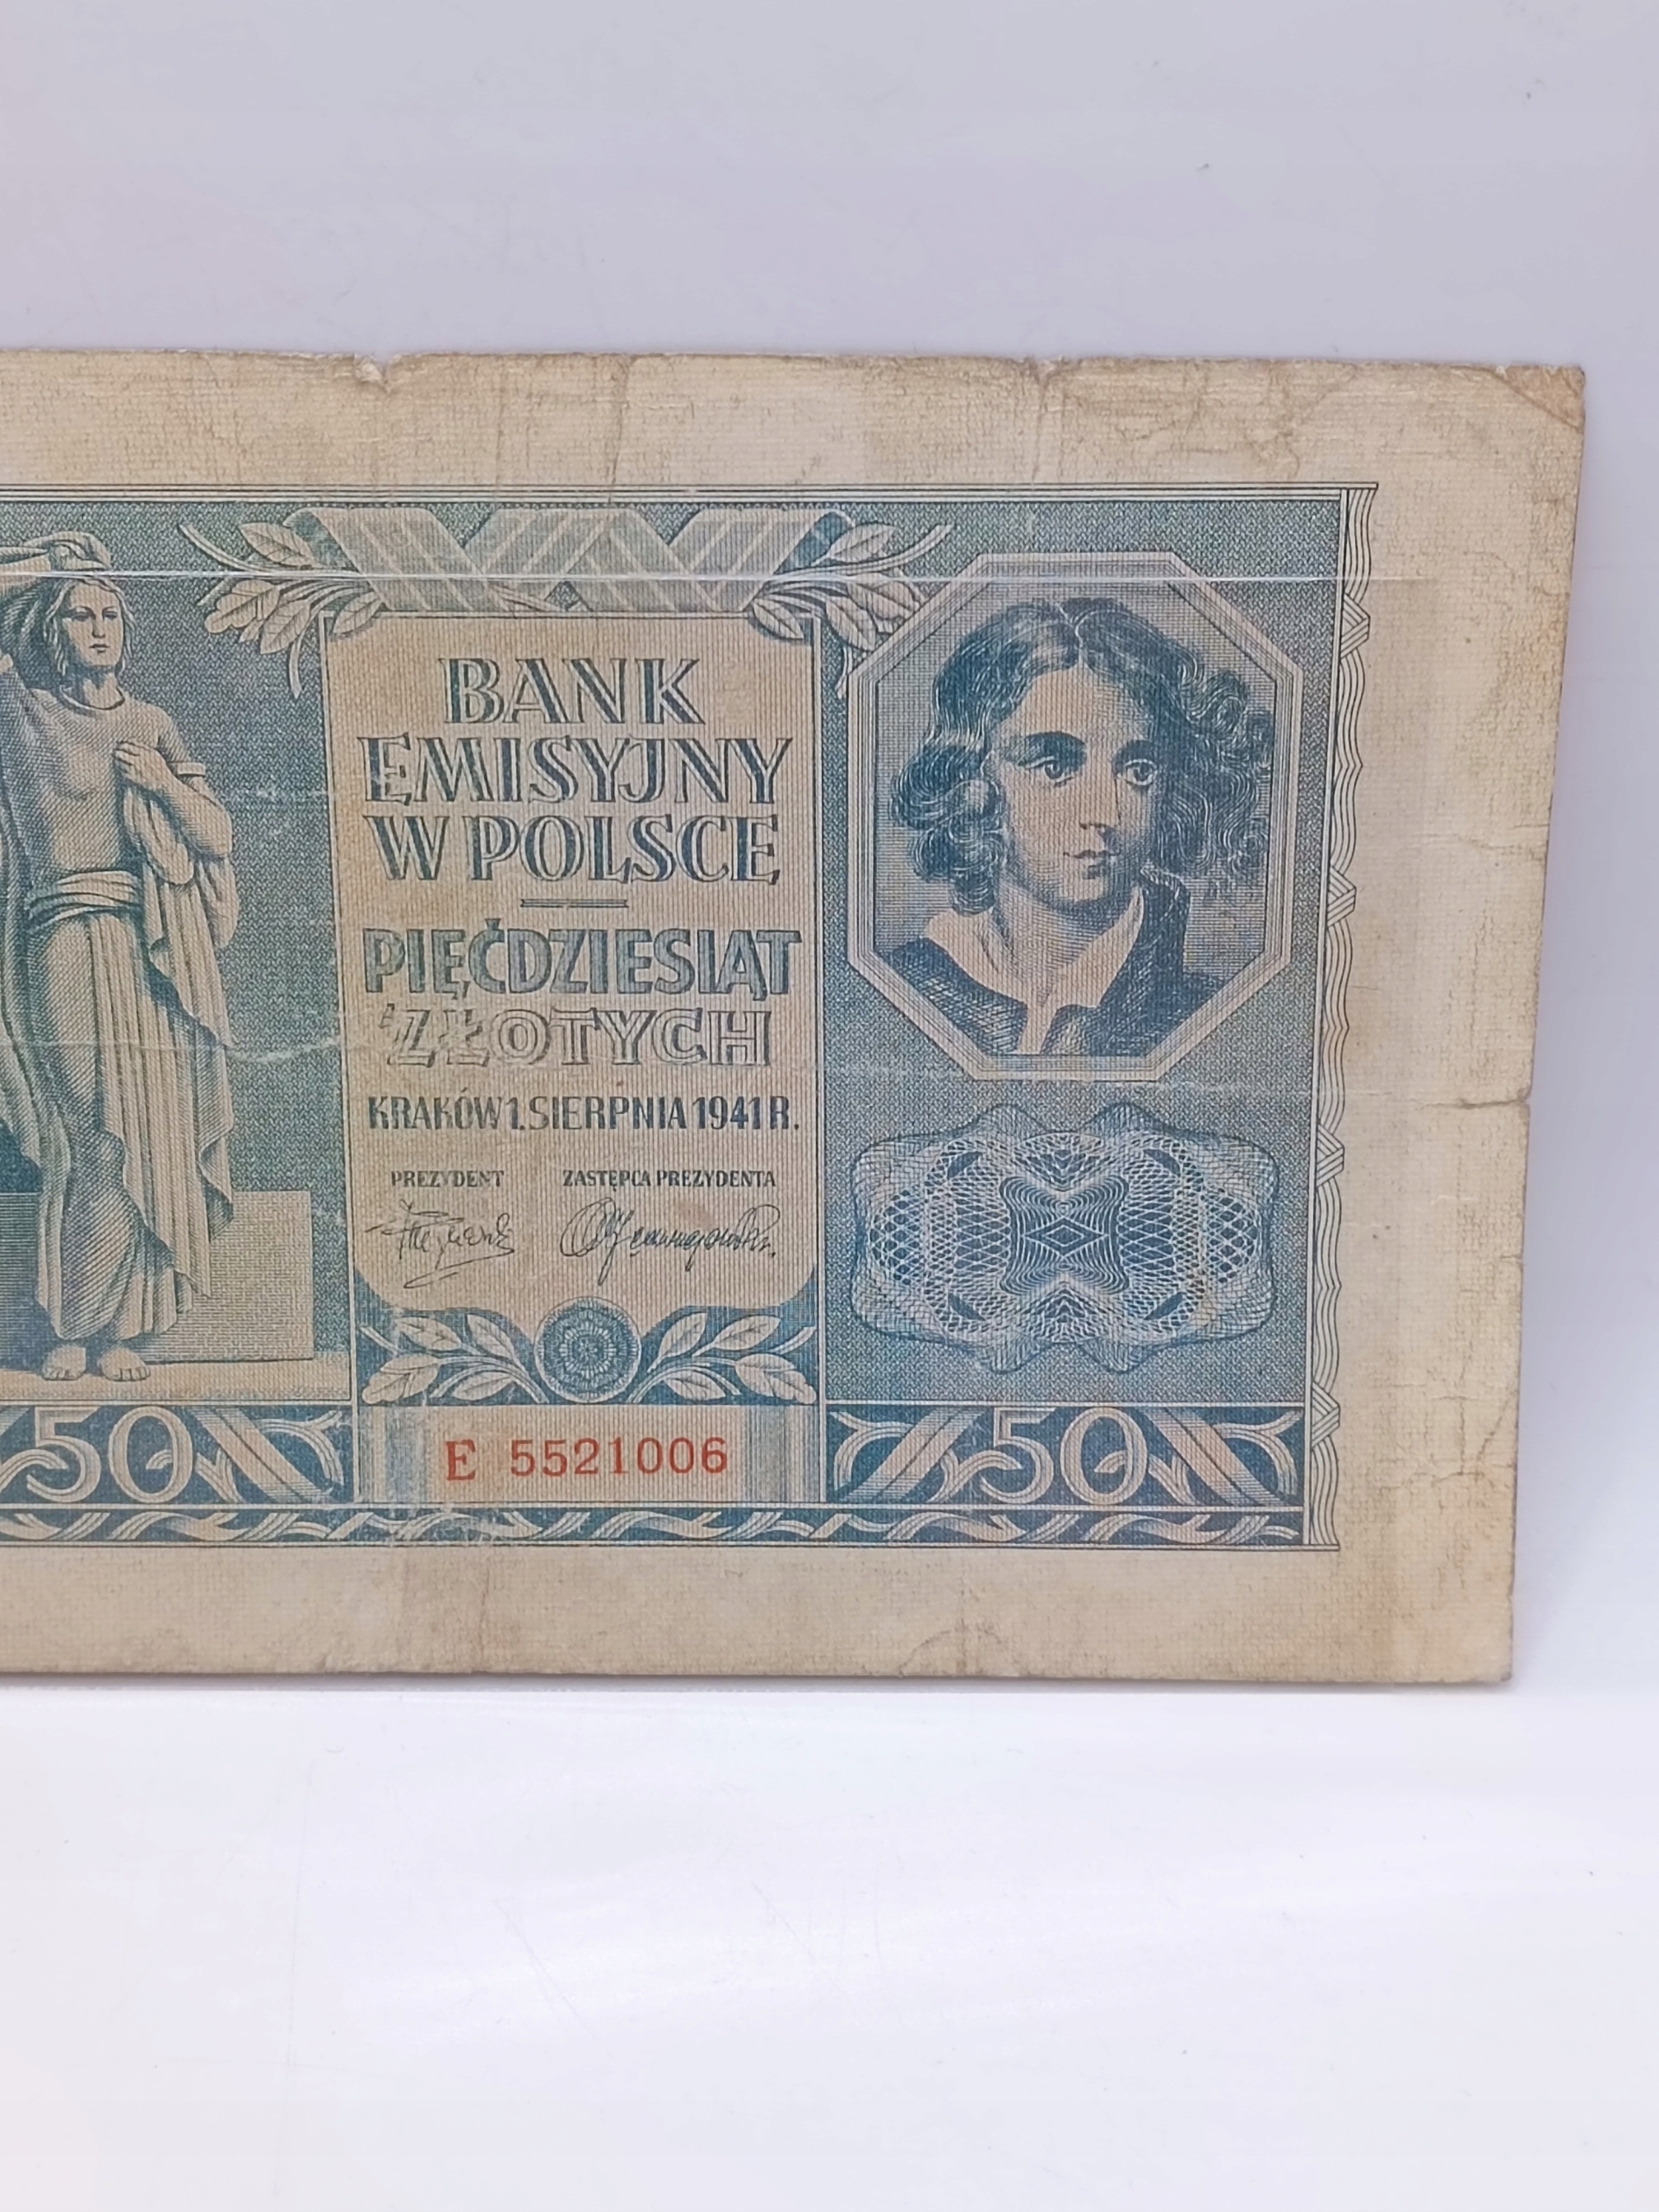 BANK
EMISYJNY
W POLSCE
PIĘĆDZIESIĄT
ZŁOTYCH
KRAKÓW 1. SIERPNIA 1941 R.
PREZYDENT ZASTĘPCA PREZYDENTA
50 E 5521006 50